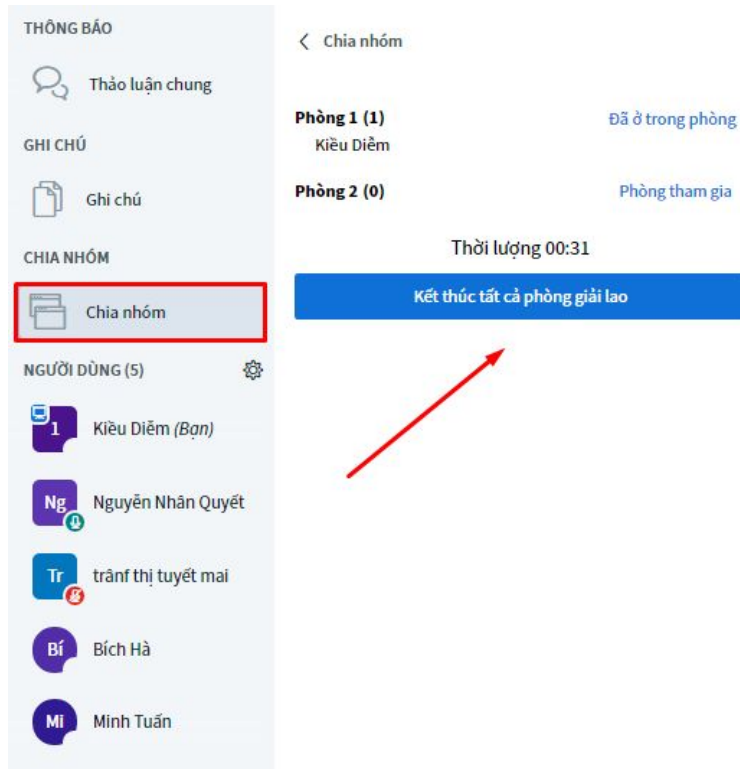 THÔNG BÁO
Thảo luận chung
GHI CHÚ
Ghi chú
CHIA NHÓM
Chia nhóm
NGƯỜI DÙNG (5)
1
Kiều Diễm (Bạn)
Ng
Nguyễn Nhân Quyết
Tr
trânf thị tuyết mai
Bí
Bích Hà
Mi
Minh Tuấn
Chia nhóm
Phòng 1 (1) Đã ở trong phòng
Kiều Diễm
Phòng 2 (0) Phòng tham gia
Thời lượng 00:31
Kết thúc tất cả phòng giải lao